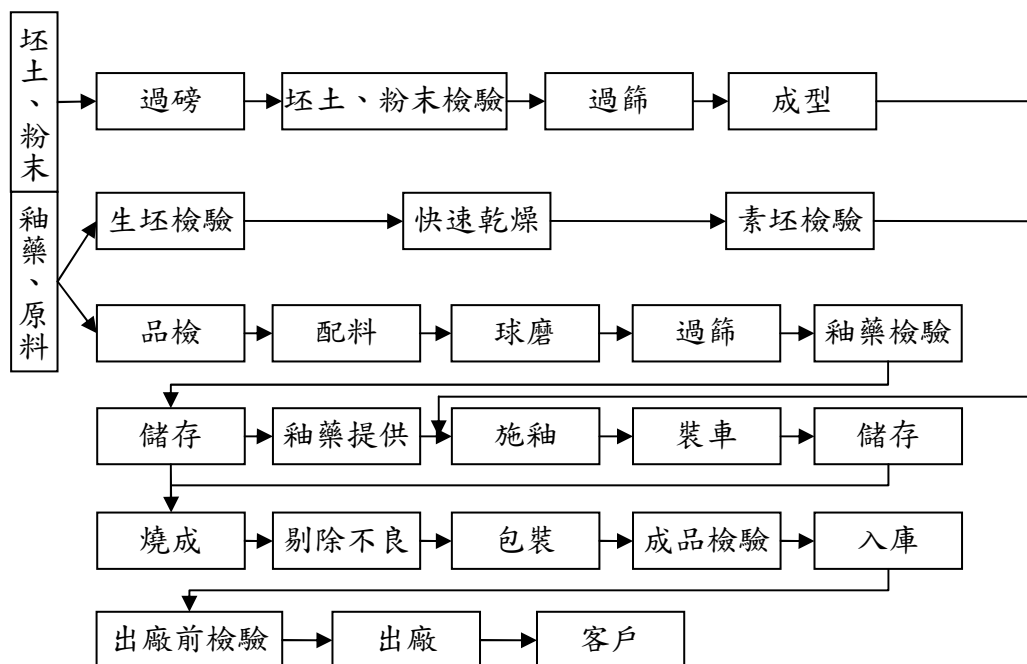 坯土、粉末
過磅
坯土、粉末檢驗
過篩
成型
釉藥、原料
生坯檢驗
快速乾燥
素坯檢驗
品檢
配料
球磨
過篩
釉藥檢驗
儲存
釉藥提供
施釉
裝車
儲存
燒成
剔除不良
包裝
成品檢驗
入庫
出廠前檢驗
出廠
客戶